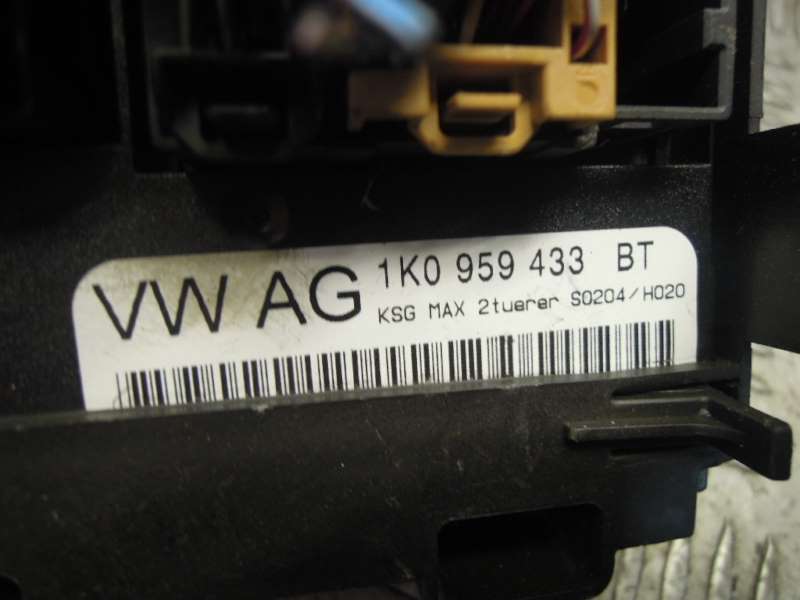 VW AG 1K0 959 433 BT
KSG MAX 2tuerer S0204/H020